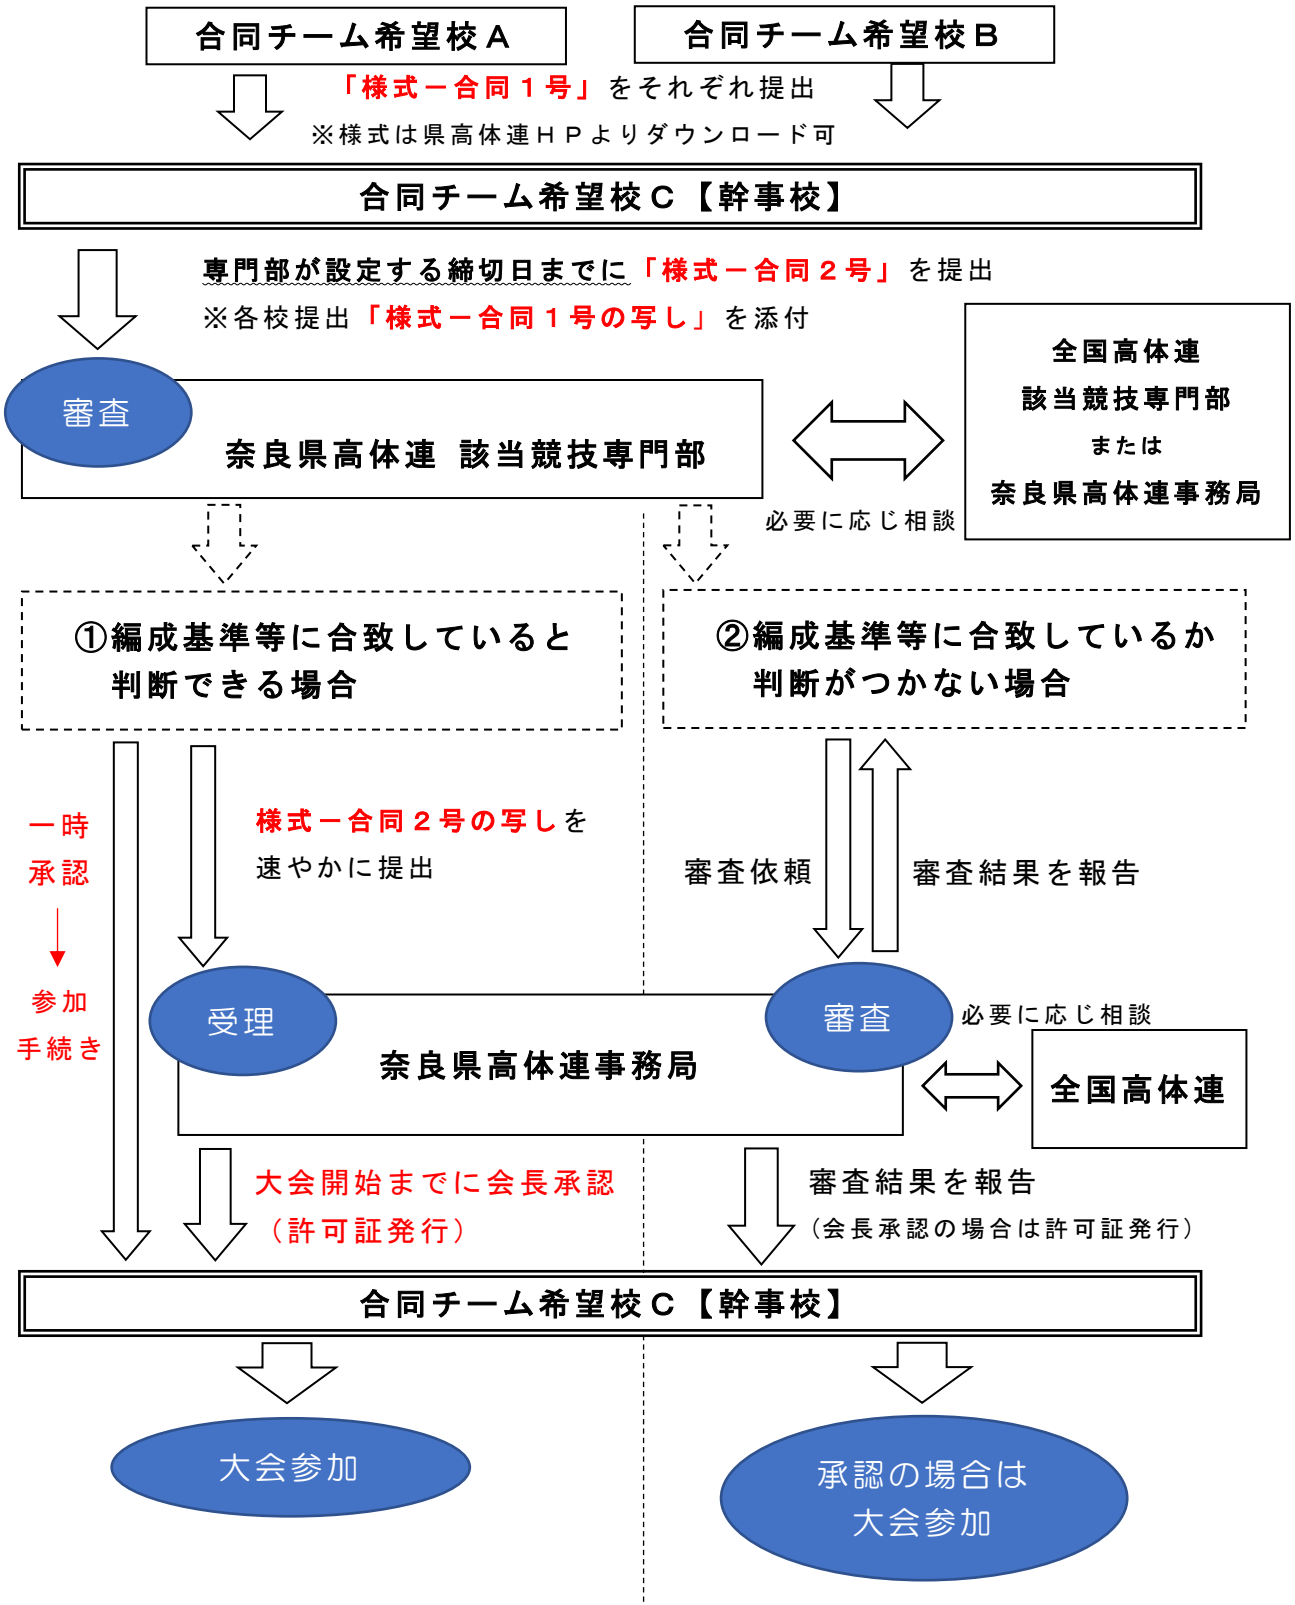 合同チーム希望校Ａ
合同チーム希望校Ｂ
「様式－合同１号」をそれぞれ提出
※様式は県高体連ＨＰよりダウンロード可
合同チーム希望校Ｃ【幹事校】
専門部が設定する締切日までに「様式－合同２号」を提出
※各校提出「様式－合同１号の写し」を添付
審査
奈良県高体連 該当競技専門部
必要に応じ相談
全国高体連
該当競技専門部
または
奈良県高体連事務局
①編成基準等に合致していると
判断できる場合
②編成基準等に合致しているか
判断がつかない場合
一時
承認
参加
手続き
様式－合同２号の写しを
速やかに提出
審査依頼
審査結果を報告
受理
奈良県高体連事務局
審査
必要に応じ相談
全国高体連
大会開始までに会長承認
（許可証発行）
審査結果を報告
（会長承認の場合は許可証発行）
合同チーム希望校Ｃ【幹事校】
大会参加
承認の場合は
大会参加